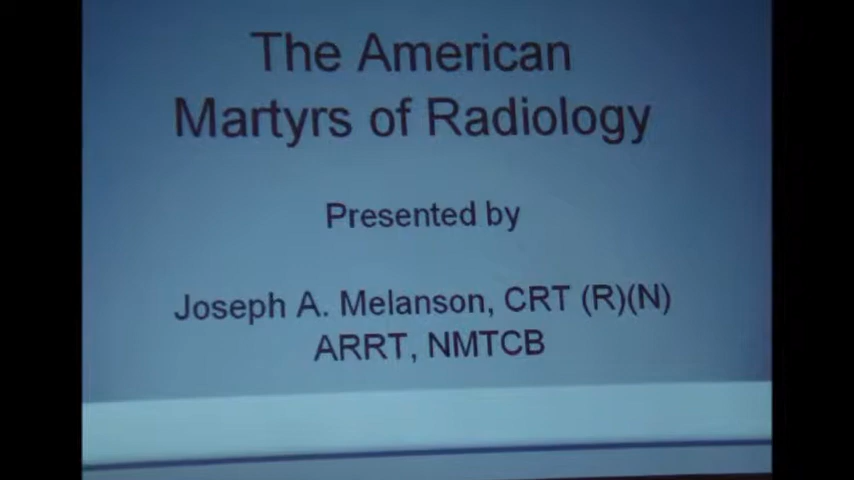 The American
Martyrs of Radiology
Presented by
Joseph A. Melanson, CRT (R)(N)
ARRT, NMTCB